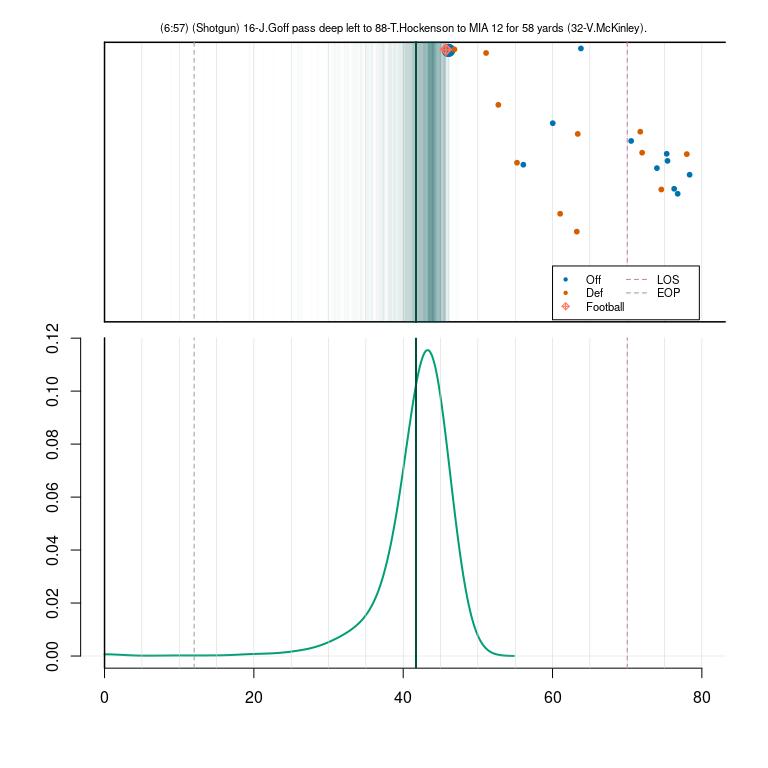 (6:57) (Shotgun) 16-J.Goff pass deep left to 88-T.Hockenson to MIA 12 for 58 yards (32-V.McKinley).
Off LOS
Def EOP
Football
0.12
0.10
0.08
0.06
0.04
0.02
0.00
0 20 40 60 80